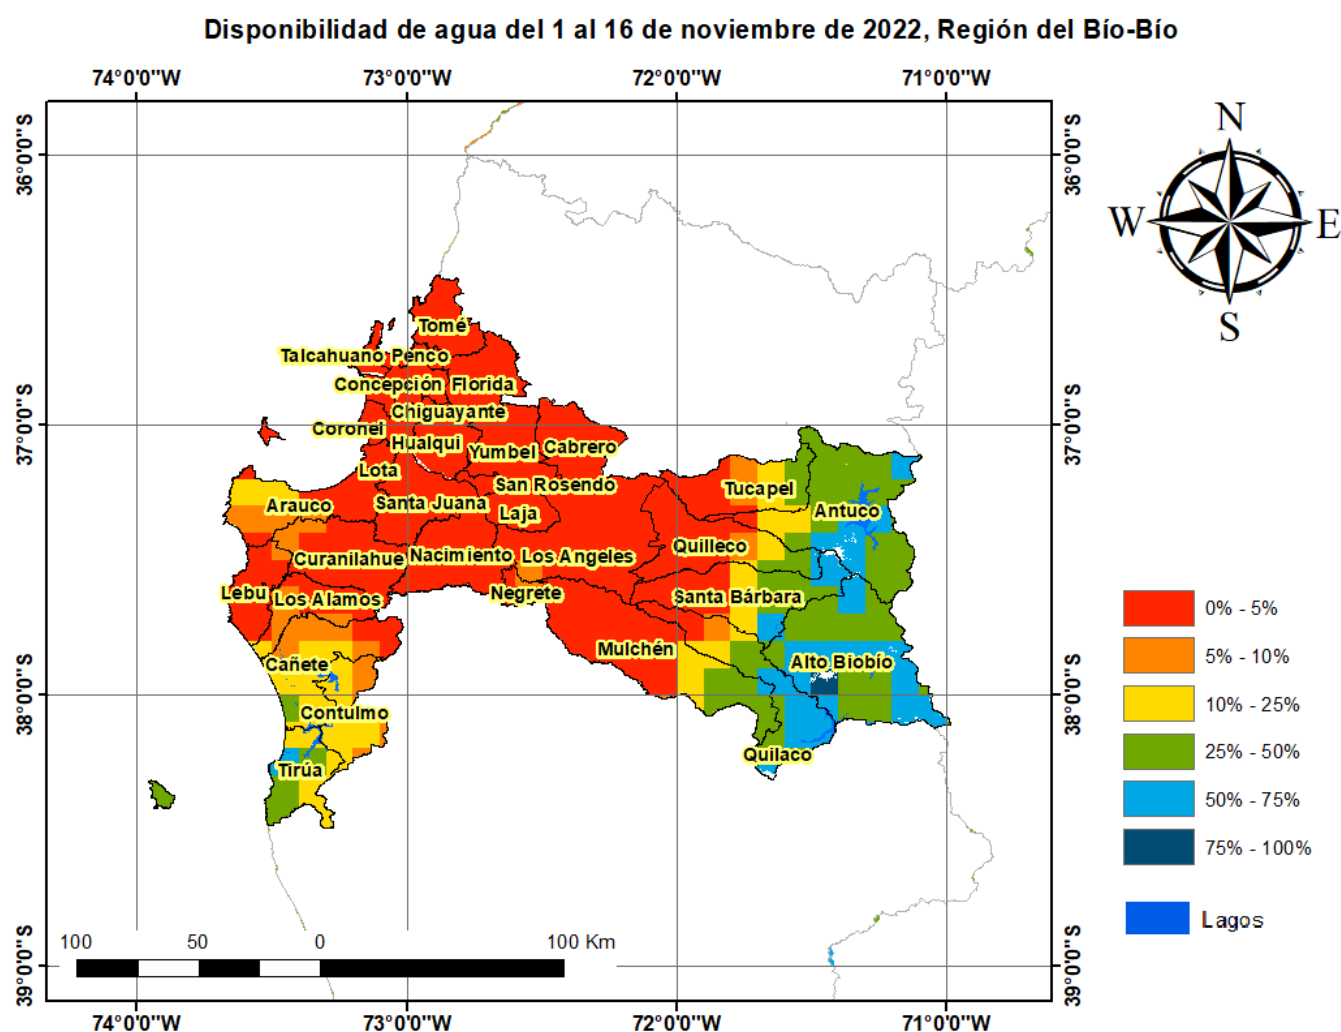 Disponibilidad de agua del 1 al 16 de noviembre de 2022, Región del Bío-Bío
74°0'0"W 73°0'0"W 72°0'0"W 71°0'0"W
36°0'0"S 36°0'0"S
N
W E
S
Tomé
Talcahuano Penco
Concepción Florida
Chiguayante
37°0'0"S 37°0'0"S
Coronel
Hualqui Yumbel Cabrero
Lota
San Rosendo
Tucapel
Arauco Santa Juana Laja Antuco
Curanilahue Nacimiento Los Angeles Quilleco
Lebu Los Alamos Negrete Santa Bárbara
0% - 5%
Mulchén
5% - 10%
Cañete Alto Biobío
38°0'0"S 38°0'0"S
10% - 25%
Contulmo
25% - 50%
Tirúa Quilaco
50% - 75%
75% - 100%
Lagos
100 50 0 100 Km
39°0'0"S 39°0'0"S
74°0'0"W 73°0'0"W 72°0'0"W 71°0'0"W